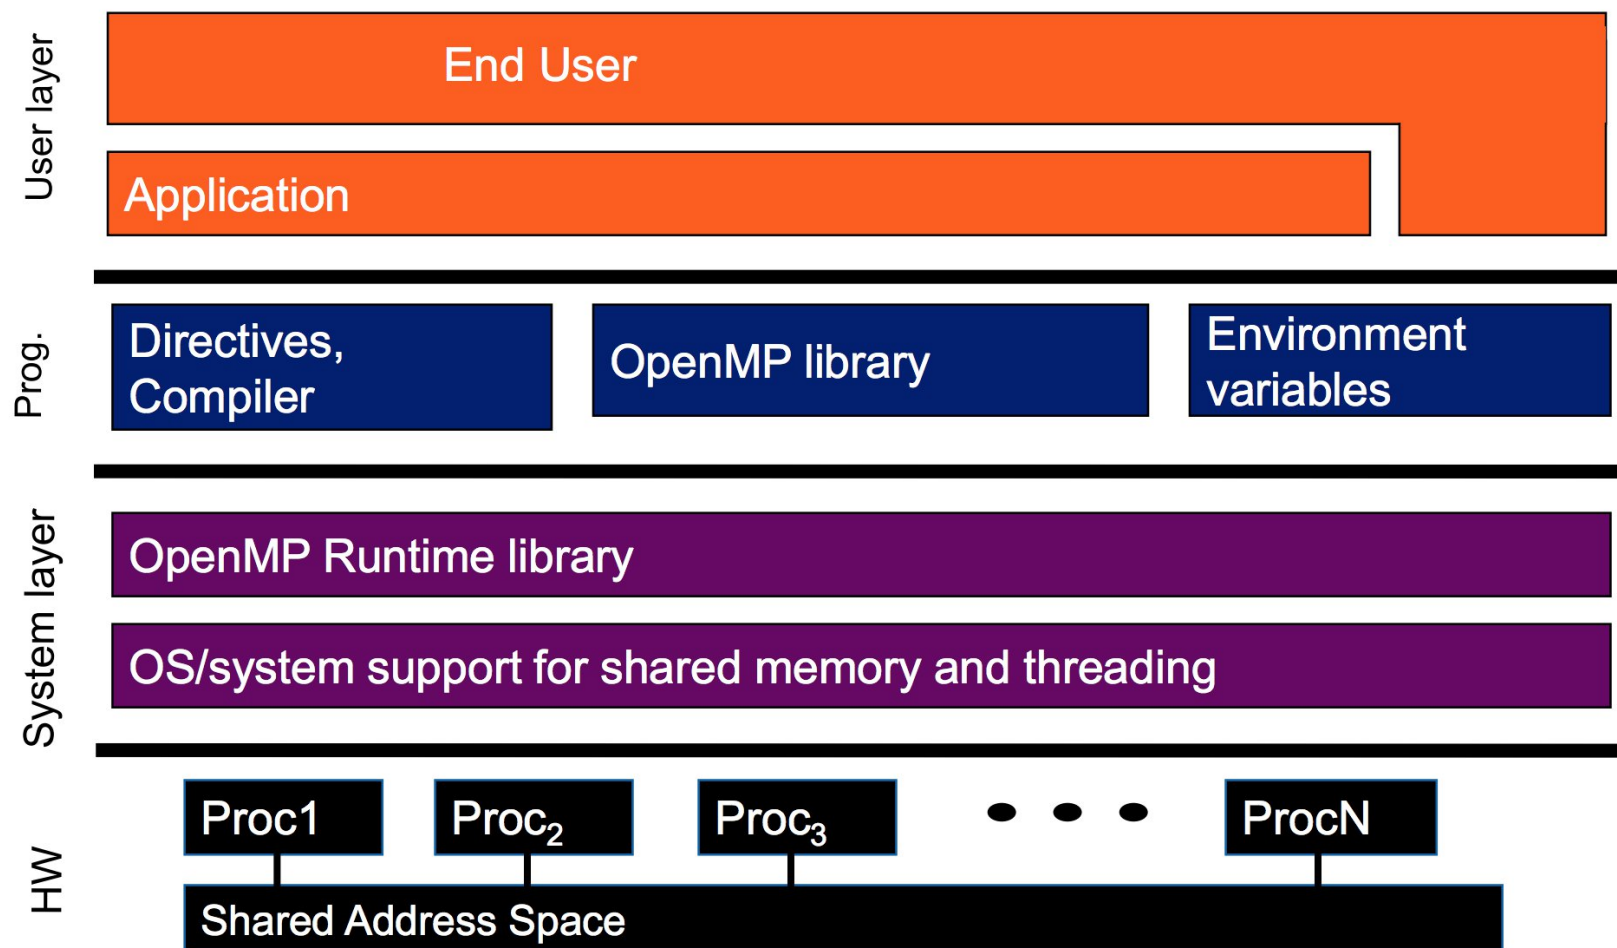 User layer
End User
Application
Prog.
Directives,
Compiler
OpenMP library
Environment
variables
System layer
OpenMP Runtime library
OS/system support for shared memory and threading
HW
Proc1
Proc₂
Proc₃
• • •
ProcN
Shared Address Space